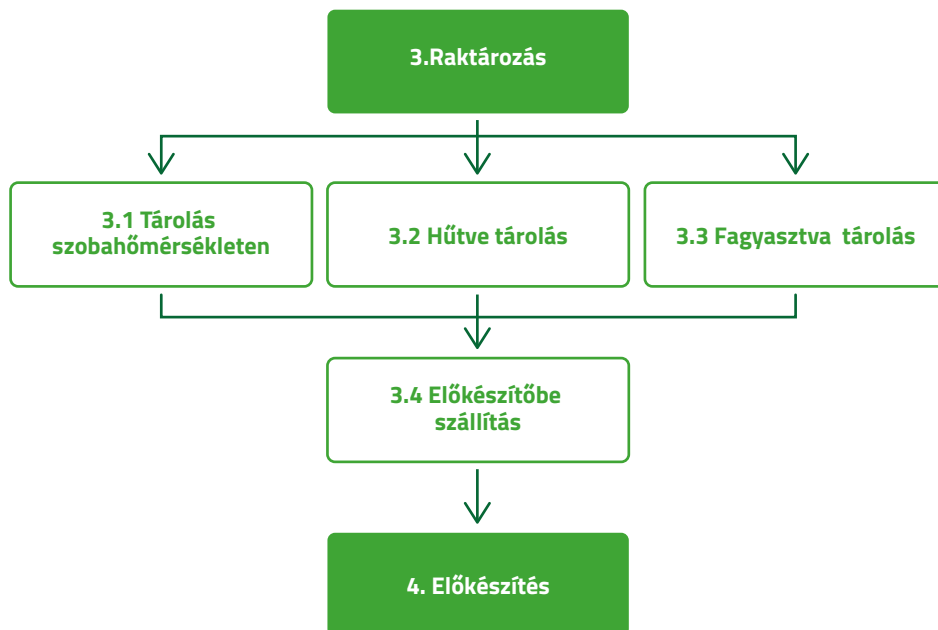 3.Raktározás
3.1 Tárolás
szobahőmérsékleten
3.2 Hűtve tárolás
3.3 Fagyasztva  tárolás
3.4 Előkészítőbe
szállítás
4. Előkészítés